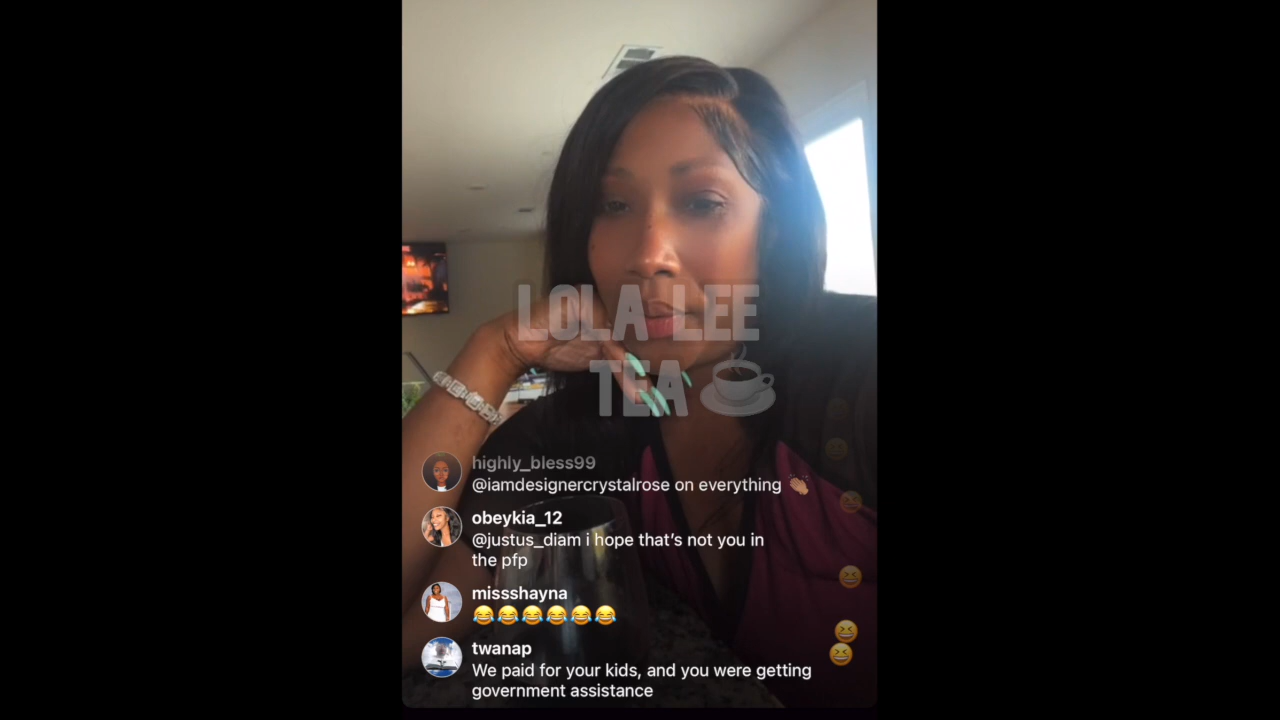 LOLA LEE
TEA
highly_bless99
@iamdesignercrystalrose on everything 👏🏼
obeykia_12
@justus_diam i hope that’s not you in
the pfp
missshayna
😂😂😂😂😂😂
twanap
We paid for your kids, and you were getting
government assistance